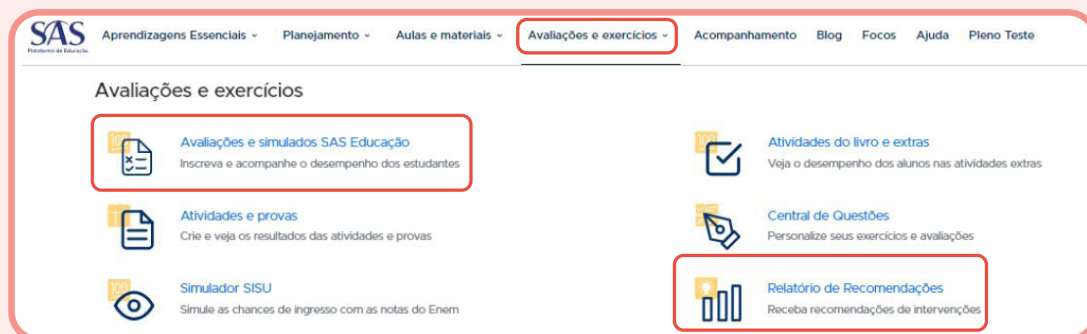 SAS
Plataforma de Educação
Aprendizagens Essenciais
Planejamento
Aulas e materiais
Avaliações e exercícios
Acompanhamento
Blog
Focos
Ajuda
Pleno Teste
Avaliações e exercícios
100
Avaliações e simulados SAS Educação
Inscreva e acompanhe o desempenho dos estudantes
100
Atividades do livro e extras
Veja o desempenho dos alunos nas atividades extras
Atividades e provas
Crie e veja os resultados das atividades e provas
Central de Questões
Personalize seus exercícios e avaliações
100
Simulador SISU
Simule as chances de ingresso com as notas do Enem
Relatório de Recomendações
Receba recomendações de intervenções